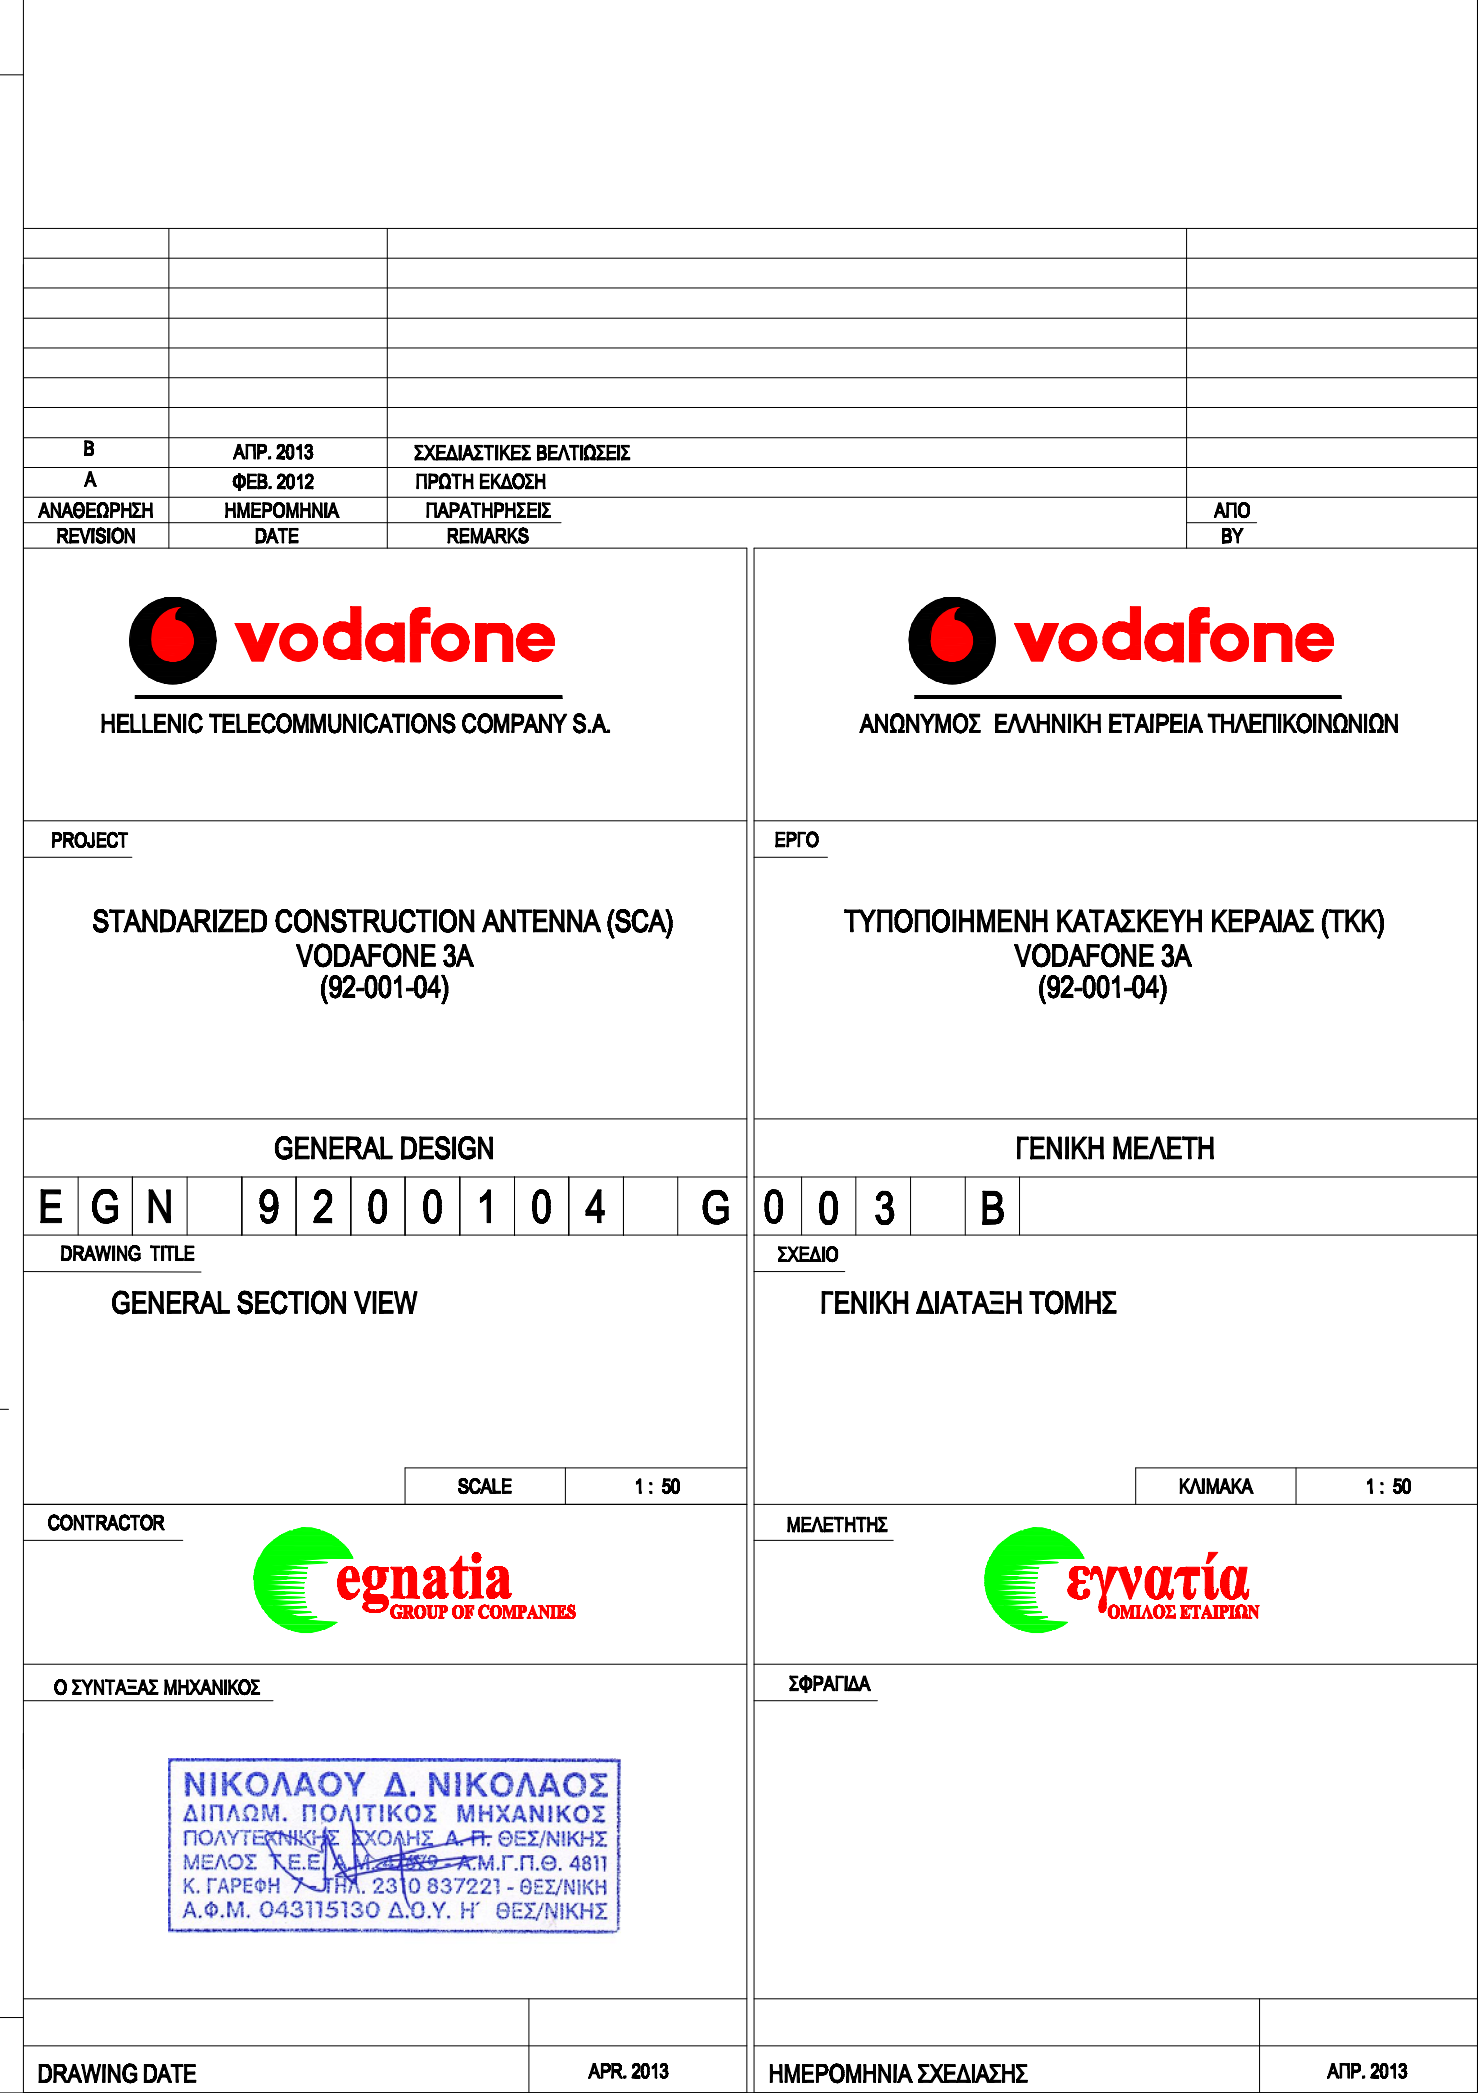 Β ΑΠΡ. 2013 ΣΧΕΔΙΑΣΤΙΚΕΣ ΒΕΛΤΙΩΣΕΙΣ
Α ΦΕΒ. 2012 ΠΡΩΤΗ ΕΚΔΟΣΗ
ΑΝΑΘΕΩΡΗΣΗ ΗΜΕΡΟΜΗΝΙΑ ΠΑΡΑΤΗΡΗΣΕΙΣ ΑΠΟ
REVISION DATE REMARKS BY
vodafone
HELLENIC TELECOMMUNICATIONS COMPANY S.A.
vodafone
ΑΝΩΝΥΜΟΣ ΕΛΛΗΝΙΚΗ ΕΤΑΙΡΕΙΑ ΤΗΛΕΠΙΚΟΙΝΩΝΙΩΝ
PROJECT
STANDARIZED CONSTRUCTION ANTENNA (SCA)
VODAFONE 3A
(92-001-04)
ΕΡΓΟ
ΤΥΠΟΠΟΙΗΜΕΝΗ ΚΑΤΑΣΚΕΥΗ ΚΕΡΑΙΑΣ (ΤΚΚ)
VODAFONE 3A
(92-001-04)
GENERAL DESIGN
ΓΕΝΙΚΗ ΜΕΛΕΤΗ
E G N 9 2 0 0 1 0 4 G 0 0 3 B
DRAWING TITLE
GENERAL SECTION VIEW
SCALE 1 : 50
ΣΧΕΔΙΟ
ΓΕΝΙΚΗ ΔΙΑΤΑΞΗ ΤΟΜΗΣ
ΚΛΙΜΑΚΑ 1 : 50
CONTRACTOR
egnatia
GROUP OF COMPANIES
ΜΕΛΕΤΗΤΗΣ
εγνατία
ΟΜΙΛΟΣ ΕΤΑΙΡΙΩΝ
Ο ΣΥΝΤΑΞΑΣ ΜΗΧΑΝΙΚΟΣ
ΝΙΚΟΛΑΟΥ Δ. ΝΙΚΟΛΑΟΣ
ΔΙΠΛΩΜ. ΠΟΛΙΤΙΚΟΣ ΜΗΧΑΝΙΚΟΣ
ΠΟΛΥΤΕΧΝΙΚΗΣ ΣΧΟΛΗΣ Α.Π. ΘΕΣ/ΝΙΚΗΣ
ΜΕΛΟΣ Τ.Ε.Ε. Α.Μ. - Α.Μ.Γ.Π.Θ. 4811
Κ. ΓΑΡΕΦΗ 7 - ΤΗΛ. 2310 837221 - ΘΕΣ/ΝΙΚΗ
Α.Φ.Μ. 043115130 Δ.Ο.Υ. Η΄ ΘΕΣ/ΝΙΚΗΣ
ΣΦΡΑΓΙΔΑ
DRAWING DATE APR. 2013
ΗΜΕΡΟΜΗΝΙΑ ΣΧΕΔΙΑΣΗΣ ΑΠΡ. 2013